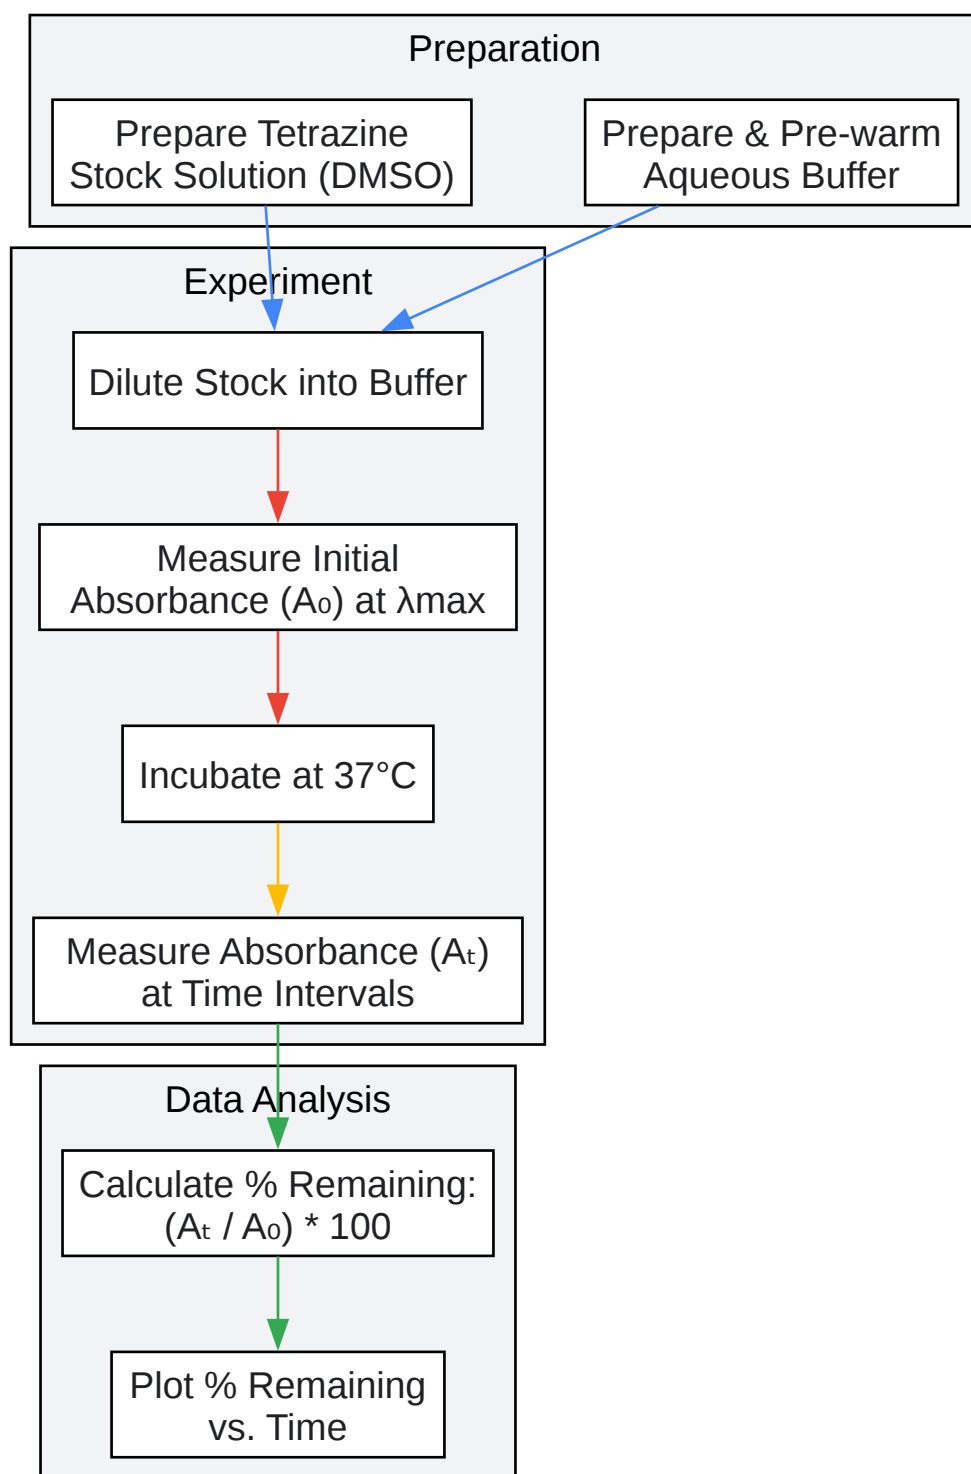 Preparation
Prepare Tetrazine
Stock Solution (DMSO)
Prepare & Pre-warm
Aqueous Buffer
Experiment
Dilute Stock into Buffer
Measure Initial
Absorbance (A₀) at λmax
Incubate at 37°C
Measure Absorbance (Aₜ)
at Time Intervals
Data Analysis
Calculate % Remaining:
(Aₜ / A₀) * 100
Plot % Remaining
vs. Time